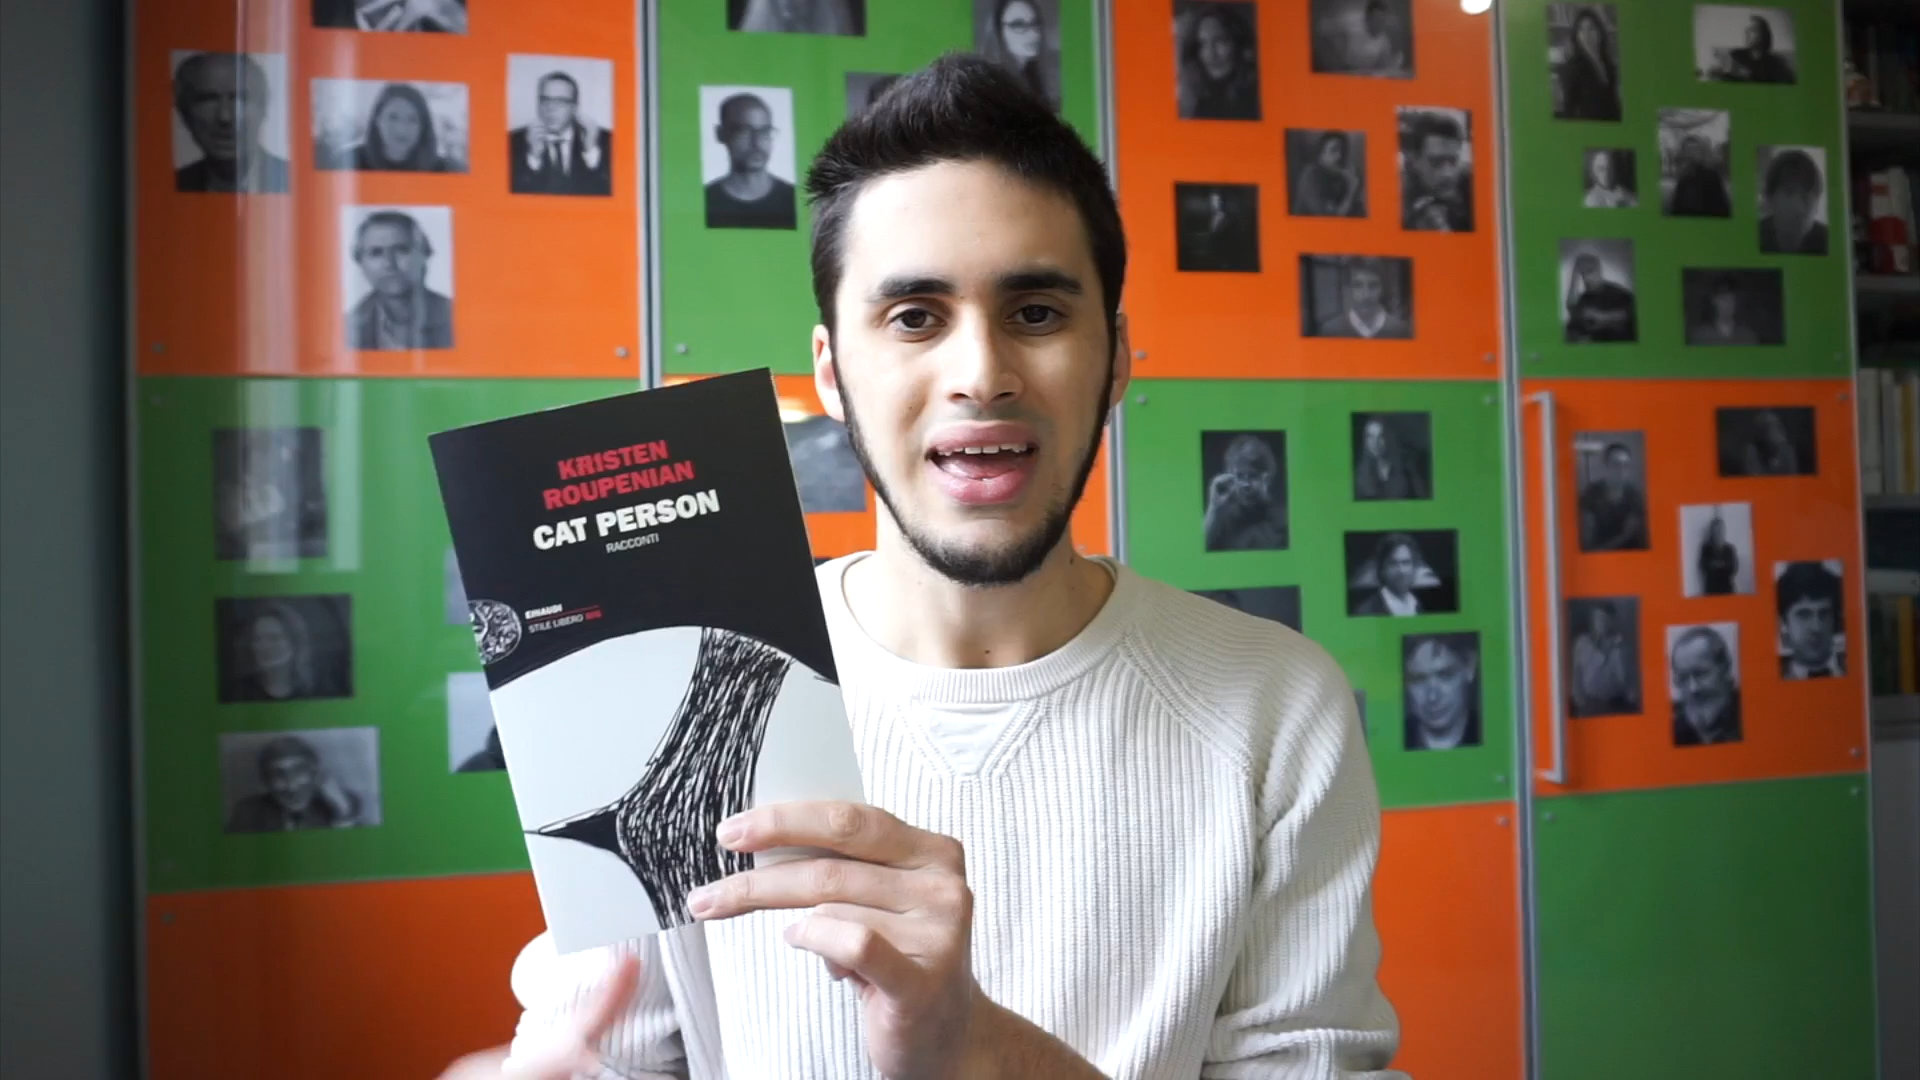 KRISTEN
ROUPENIAN
CAT PERSON
RACCONTI
EINAUDI
STILE LIBERO BIG